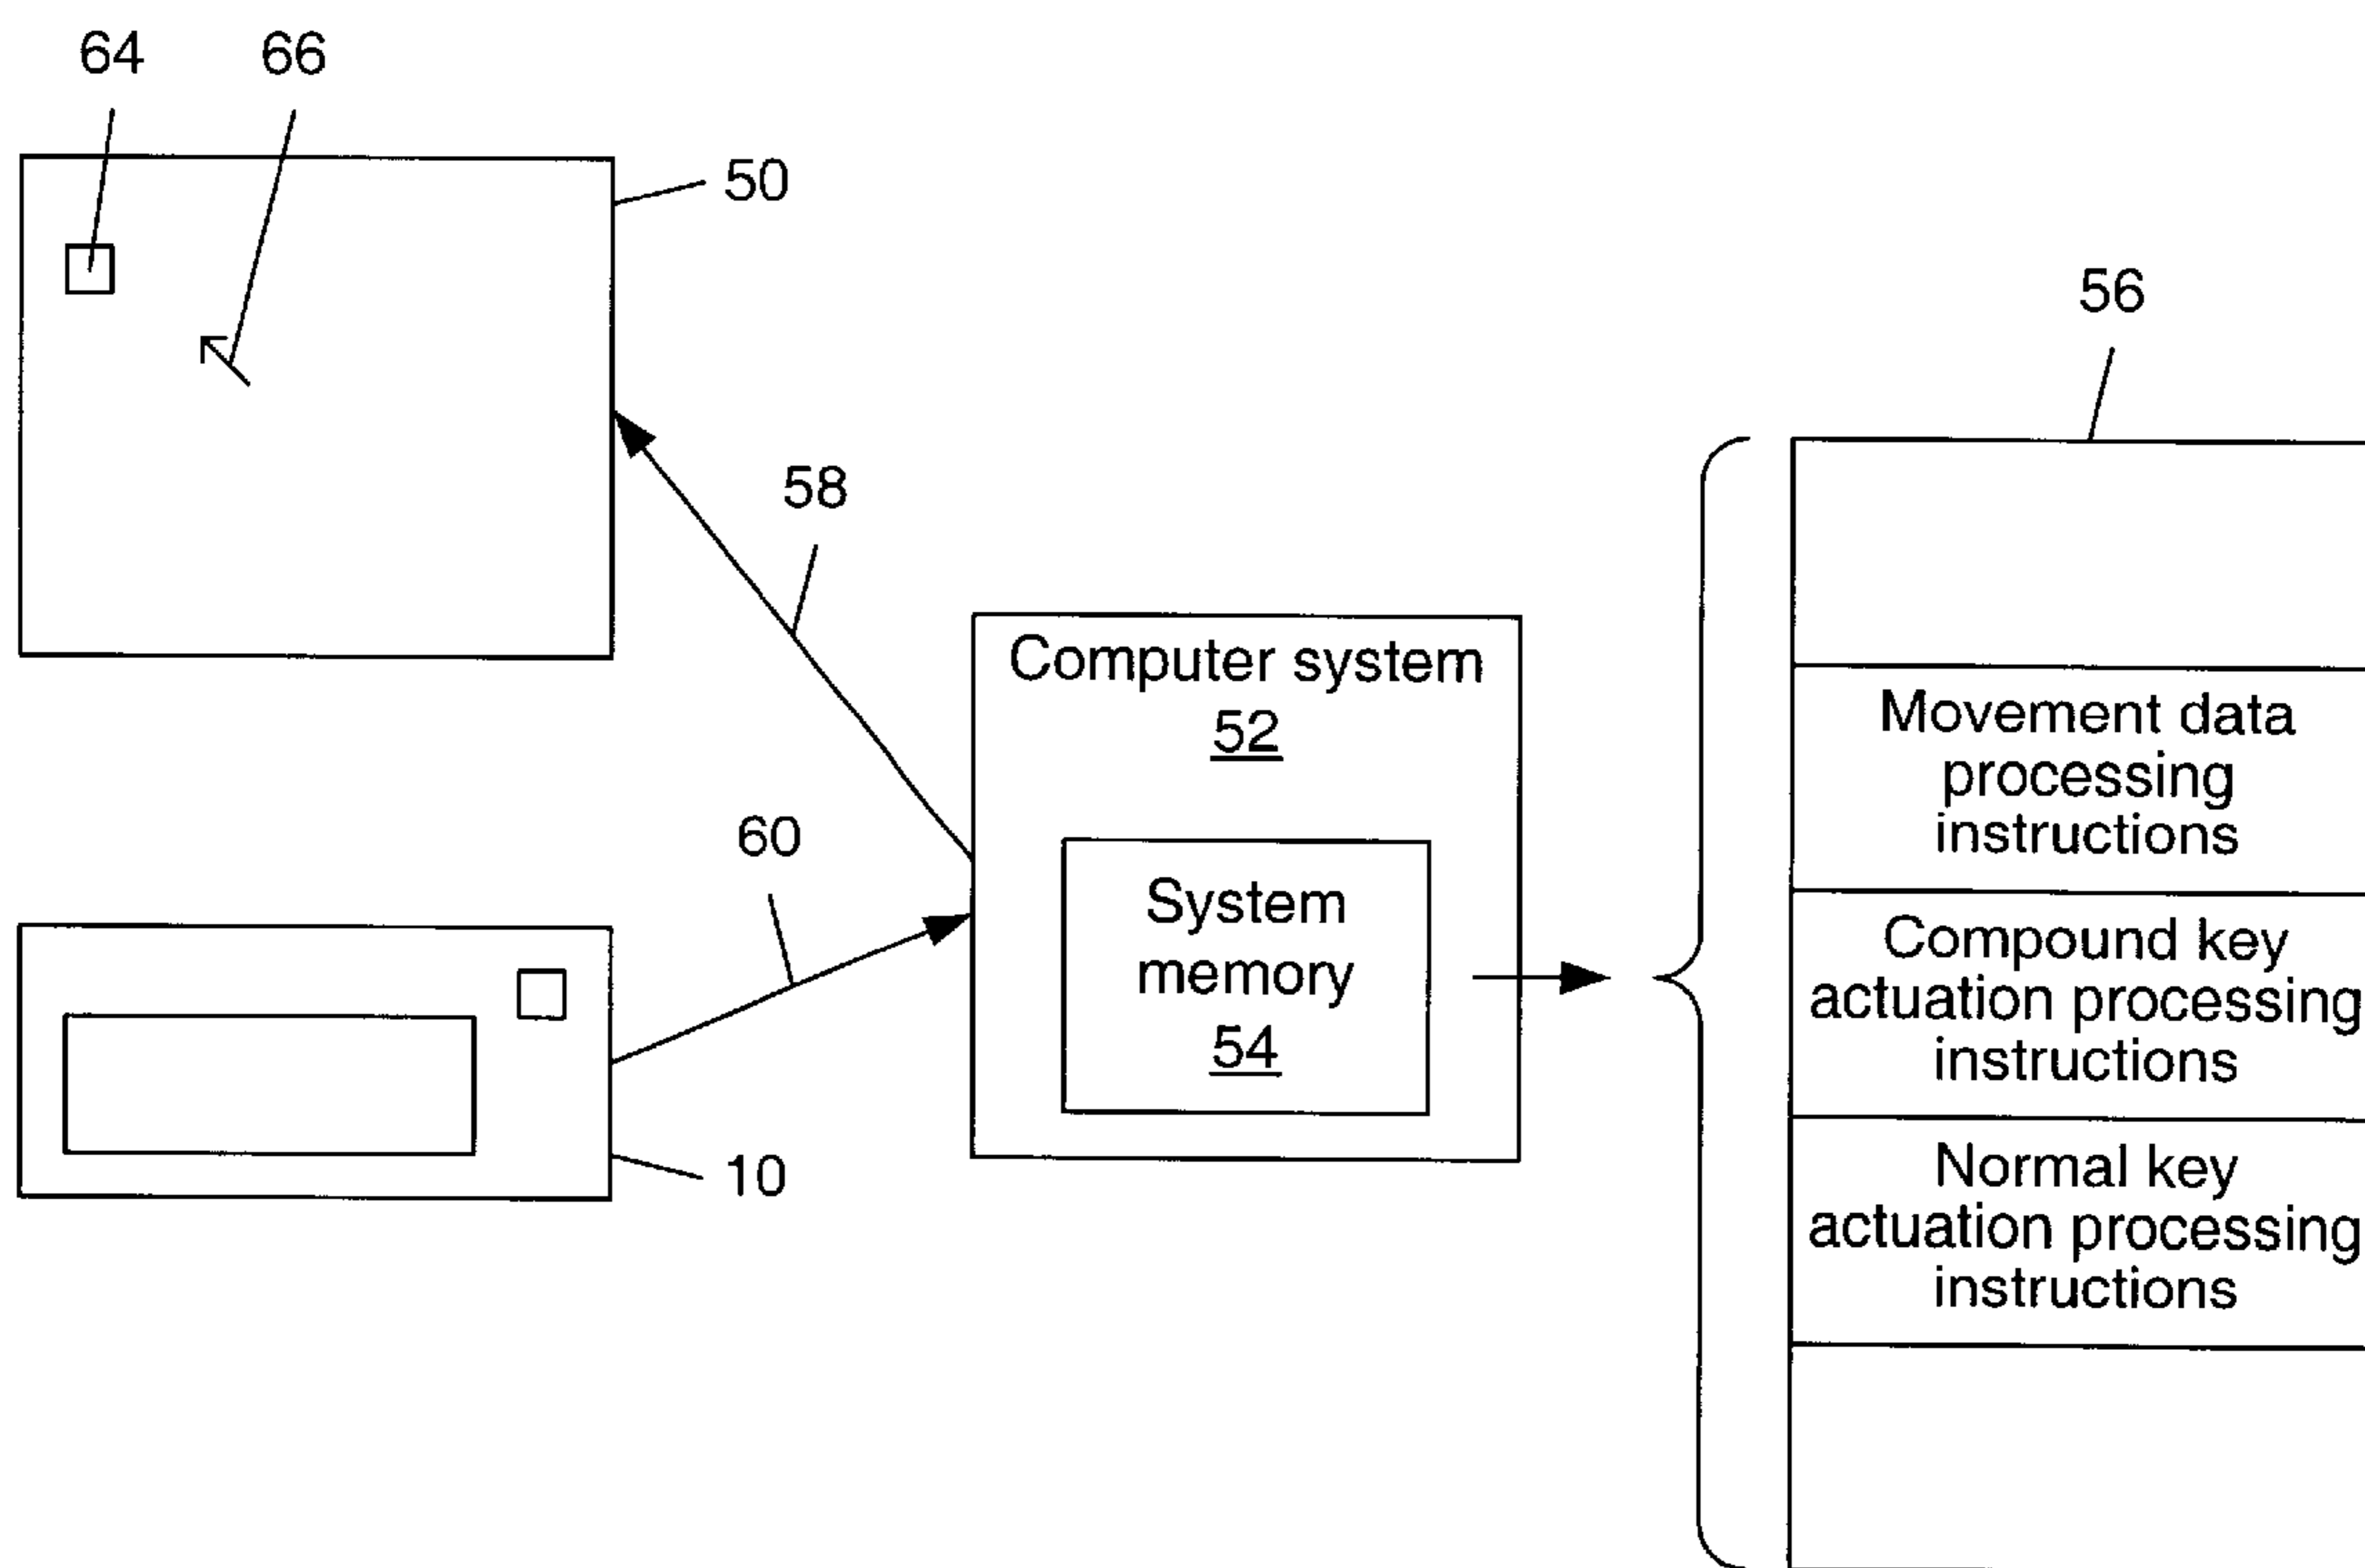 64
66
50
56
58
Computer system
52
60
System
memory
54
10
Movement data
processing
instructions
Compound key
actuation processing
instructions
Normal key
actuation processing
instructions